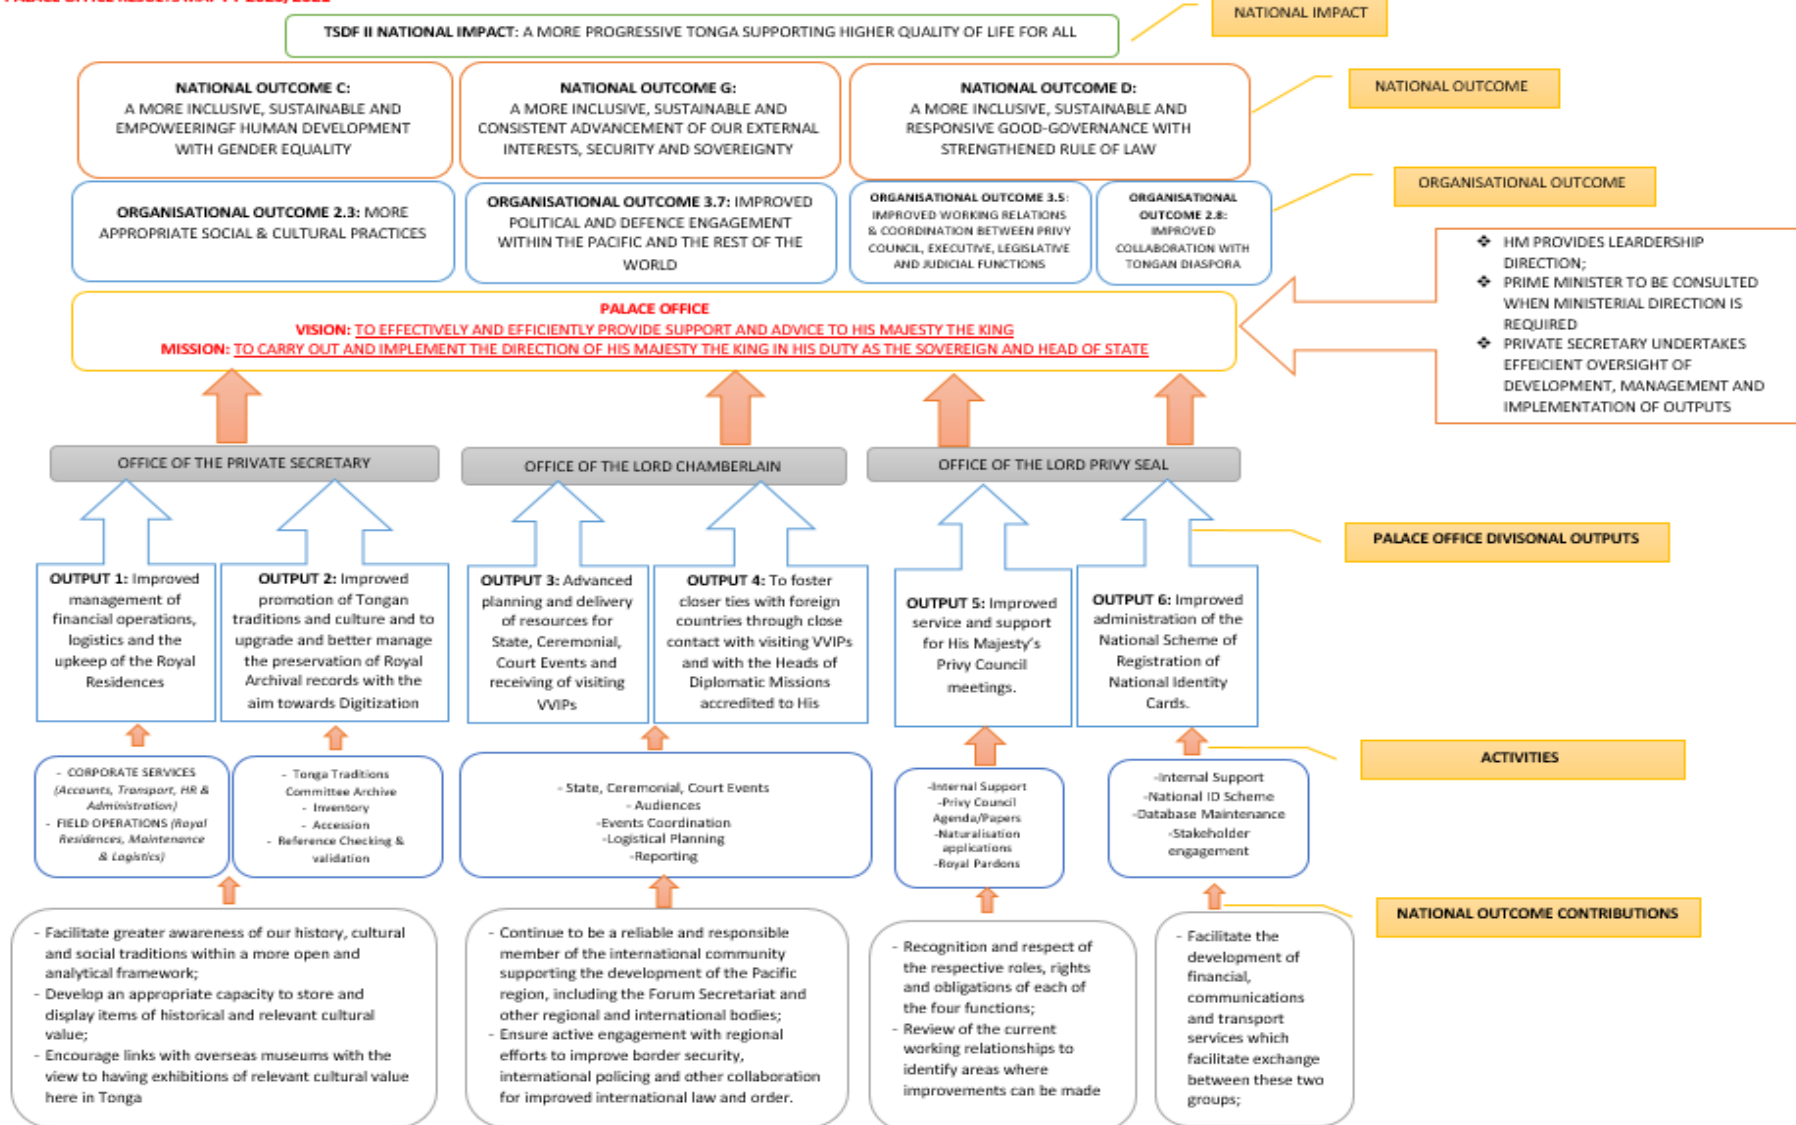 PALACE OFFICE RESULTS MAP FY 2020/2021
NATIONAL IMPACT
TSDF II NATIONAL IMPACT: A MORE PROGRESSIVE TONGA SUPPORTING HIGHER QUALITY OF LIFE FOR ALL
NATIONAL OUTCOME C:
A MORE INCLUSIVE, SUSTAINABLE AND
EMPOWEERINGF HUMAN DEVELOPMENT
WITH GENDER EQUALITY
NATIONAL OUTCOME G:
A MORE INCLUSIVE, SUSTAINABLE AND
CONSISTENT ADVANCEMENT OF OUR EXTERNAL
INTERESTS, SECURITY AND SOVEREIGNTY
NATIONAL OUTCOME D:
A MORE INCLUSIVE, SUSTAINABLE AND
RESPONSIVE GOOD-GOVERNANCE WITH
STRENGTHENED RULE OF LAW
NATIONAL OUTCOME
ORGANISATIONAL OUTCOME 2.3: MORE
APPROPRIATE SOCIAL & CULTURAL PRACTICES
ORGANISATIONAL OUTCOME 3.7: IMPROVED
POLITICAL AND DEFENCE ENGAGEMENT
WITHIN THE PACIFIC AND THE REST OF THE
WORLD
ORGANISATIONAL OUTCOME 3.5:
IMPROVED WORKING RELATIONS
& COORDINATION BETWEEN PRIVY
COUNCIL, EXECUTIVE, LEGISLATIVE
AND JUDICIAL FUNCTIONS
ORGANISATIONAL
OUTCOME 2.8:
IMPROVED
COLLABORATION WITH
TONGAN DIASPORA
ORGANISATIONAL OUTCOME
❖ HM PROVIDES LEARDERSHIP
DIRECTION;
❖ PRIME MINISTER TO BE CONSULTED
WHEN MINISTERIAL DIRECTION IS
REQUIRED
❖ PRIVATE SECRETARY UNDERTAKES
EFFEICIENT OVERSIGHT OF
DEVELOPMENT, MANAGEMENT AND
IMPLEMENTATION OF OUTPUTS
PALACE OFFICE
VISION: TO EFFECTIVELY AND EFFICIENTLY PROVIDE SUPPORT AND ADVICE TO HIS MAJESTY THE KING
MISSION: TO CARRY OUT AND IMPLEMENT THE DIRECTION OF HIS MAJESTY THE KING IN HIS DUTY AS THE SOVEREIGN AND HEAD OF STATE
OFFICE OF THE PRIVATE SECRETARY
OFFICE OF THE LORD CHAMBERLAIN
OFFICE OF THE LORD PRIVY SEAL
PALACE OFFICE DIVISONAL OUTPUTS
OUTPUT 1: Improved
management of
financial operations,
logistics and the
upkeep of the Royal
Residences
OUTPUT 2: Improved
promotion of Tongan
traditions and culture and to
upgrade and better manage
the preservation of Royal
Archival records with the
aim towards Digitization
OUTPUT 3: Advanced
planning and delivery
of resources for
State, Ceremonial,
Court Events and
receiving of visiting
VVIPs
OUTPUT 4: To foster
closer ties with foreign
countries through close
contact with visiting VVIPs
and with the Heads of
Diplomatic Missions
accredited to His
OUTPUT 5: Improved
service and support
for His Majesty's
Privy Council
meetings.
OUTPUT 6: Improved
administration of the
National Scheme of
Registration of
National Identity
Cards.
ACTIVITIES
- CORPORATE SERVICES
(Accounts, Transport, HR &
Administration)
- FIELD OPERATIONS (Royal
Residences, Maintenance
& Logistics)
- Tonga Traditions
Committee Archive
- Inventory
- Accession
- Reference Checking &
validation
- State, Ceremonial, Court Events
- Audiences
-Events Coordination
-Logistical Planning
-Reporting
-Internal Support
-Privy Council
Agenda/Papers
-Naturalisation
applications
-Royal Pardons
-Internal Support
-National ID Scheme
-Database Maintenance
-Stakeholder
engagement
NATIONAL OUTCOME CONTRIBUTIONS
- Facilitate greater awareness of our history, cultural
and social traditions within a more open and
analytical framework;
- Develop an appropriate capacity to store and
display items of historical and relevant cultural
value;
- Encourage links with overseas museums with the
view to having exhibitions of relevant cultural value
here in Tonga
- Continue to be a reliable and responsible
member of the international community
supporting the development of the Pacific
region, including the Forum Secretariat and
other regional and international bodies;
- Ensure active engagement with regional
efforts to improve border security,
international policing and other collaboration
for improved international law and order.
- Recognition and respect of
the respective roles, rights
and obligations of each of
the four functions;
- Review of the current
working relationships to
identify areas where
improvements can be made
- Facilitate the
development of
financial,
communications
and transport
services which
facilitate exchange
between these two
groups;